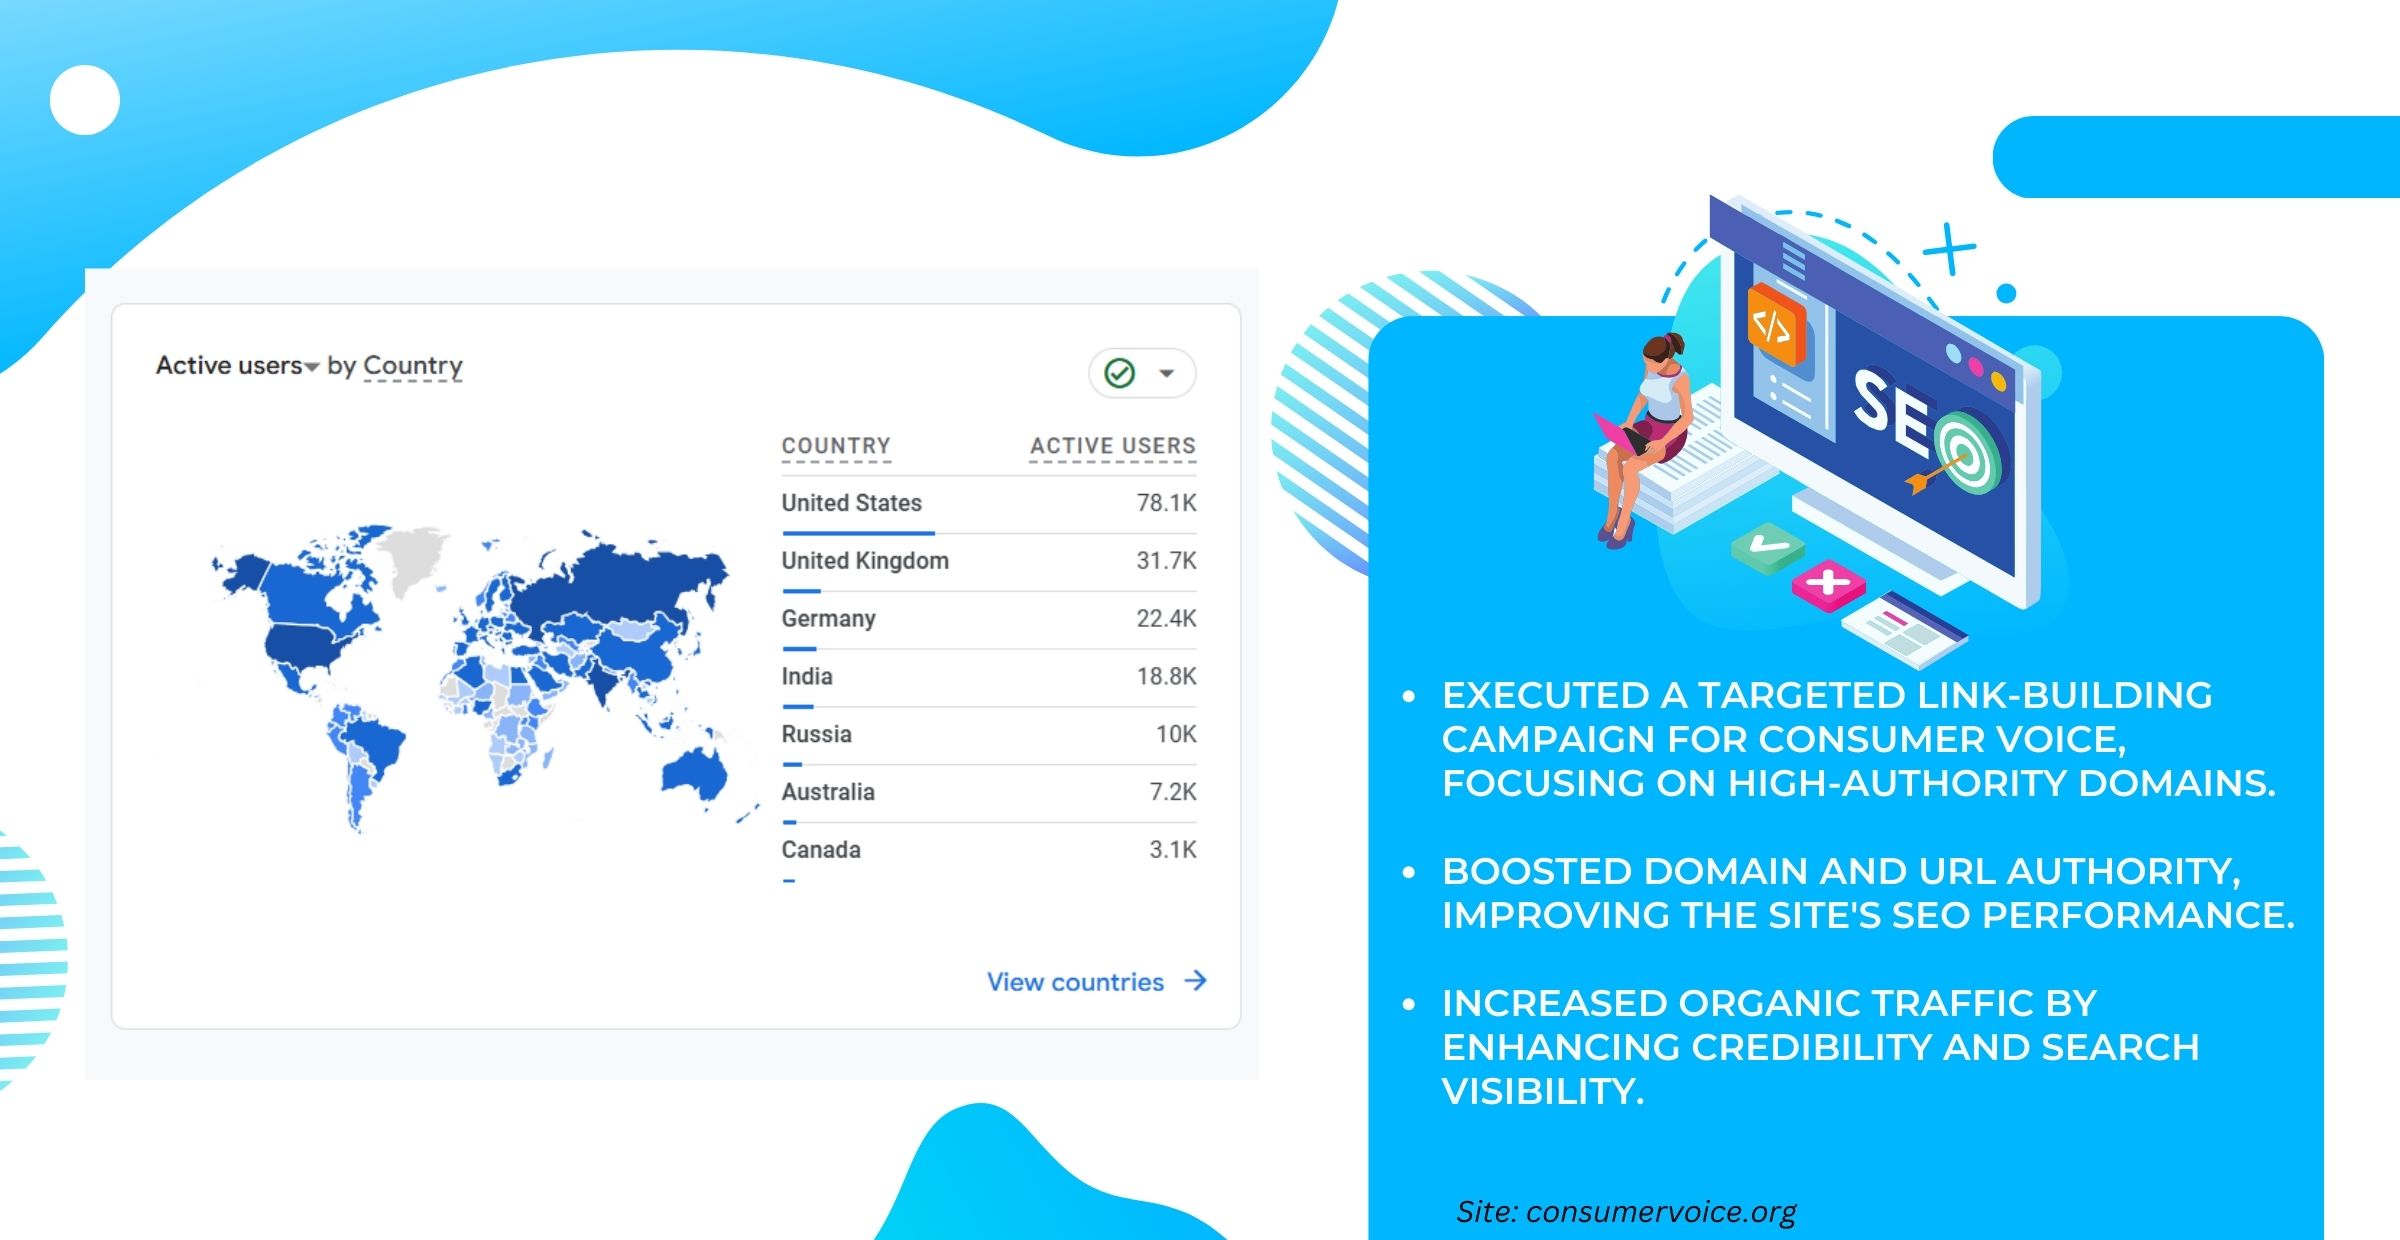 Active users by Country
COUNTRY ACTIVE USERS
United States 78.1K
United Kingdom 31.7K
Germany 22.4K
India 18.8K
Russia 10K
Australia 7.2K
Canada 3.1K
View countries
</>
SEO
• EXECUTED A TARGETED LINK-BUILDING
CAMPAIGN FOR CONSUMER VOICE,
FOCUSING ON HIGH-AUTHORITY DOMAINS.
• BOOSTED DOMAIN AND URL AUTHORITY,
IMPROVING THE SITE'S SEO PERFORMANCE.
• INCREASED ORGANIC TRAFFIC BY
ENHANCING CREDIBILITY AND SEARCH
VISIBILITY.
Site: consumervoice.org